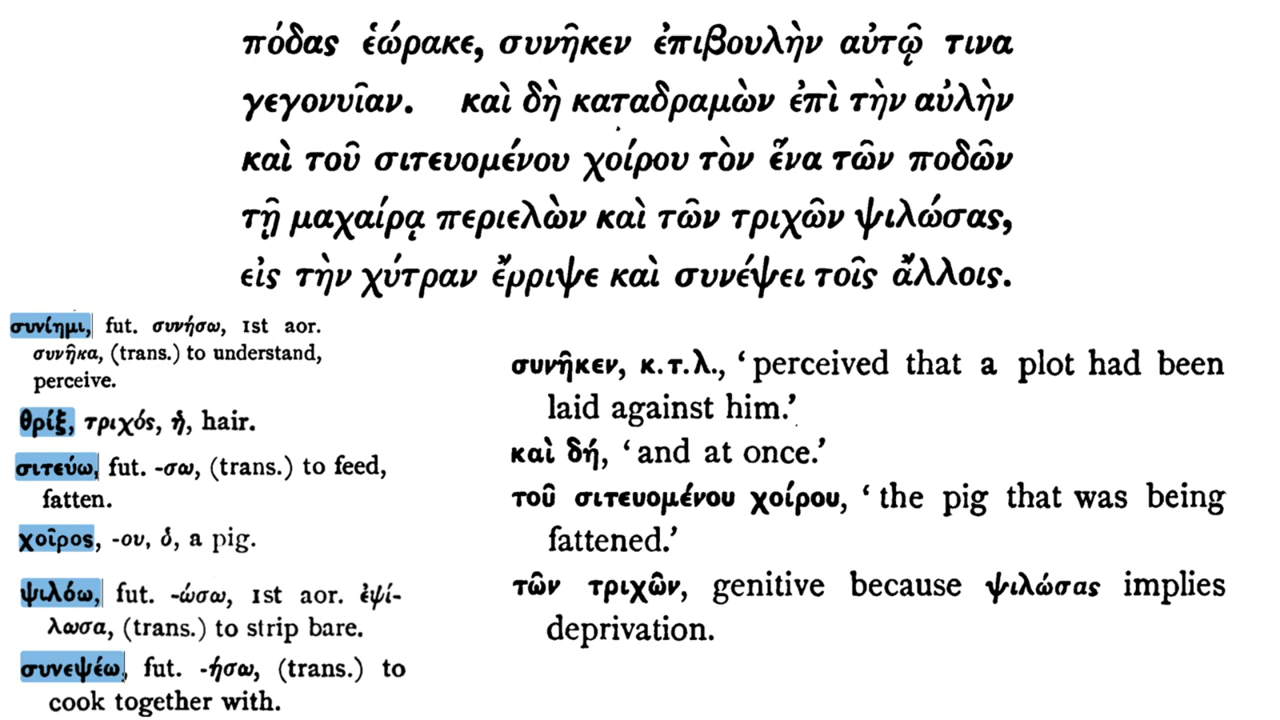 πόδας ἑώρακε, συνῆκεν ἐπιβουλὴν αὐτῷ τινα
γεγονυῖαν. καὶ δὴ καταδραμὼν ἐπὶ τὴν αὐλὴν
καὶ τοῦ σιτευομένου χοίρου τὸν ἕνα τῶν ποδῶν
τῇ μαχαίρᾳ περιελὼν καὶ τῶν τριχῶν ψιλώσας,
εἰς τὴν χύτραν ἔρριψε καὶ συνέψει τοῖς ἄλλοις.
συνίημι, fut. συνήσω, 1st aor.
συνῆκα, (trans.) to understand,
perceive.
θρίξ, τριχός, ἡ, hair.
σιτεύω, fut. -σω, (trans.) to feed,
fatten.
χοῖρος, -ου, ὁ, a pig.
ψιλόω, fut. -ώσω, 1st aor. ἐψί-
λωσα, (trans.) to strip bare.
συνεψέω, fut. -ήσω, (trans.) to
cook together with.
συνῆκεν, κ.τ.λ., ‘perceived that a plot had been
laid against him.’
καὶ δή, ‘and at once.’
τοῦ σιτευομένου χοίρου, ‘the pig that was being
fattened.’
τῶν τριχῶν, genitive because ψιλώσας implies
deprivation.